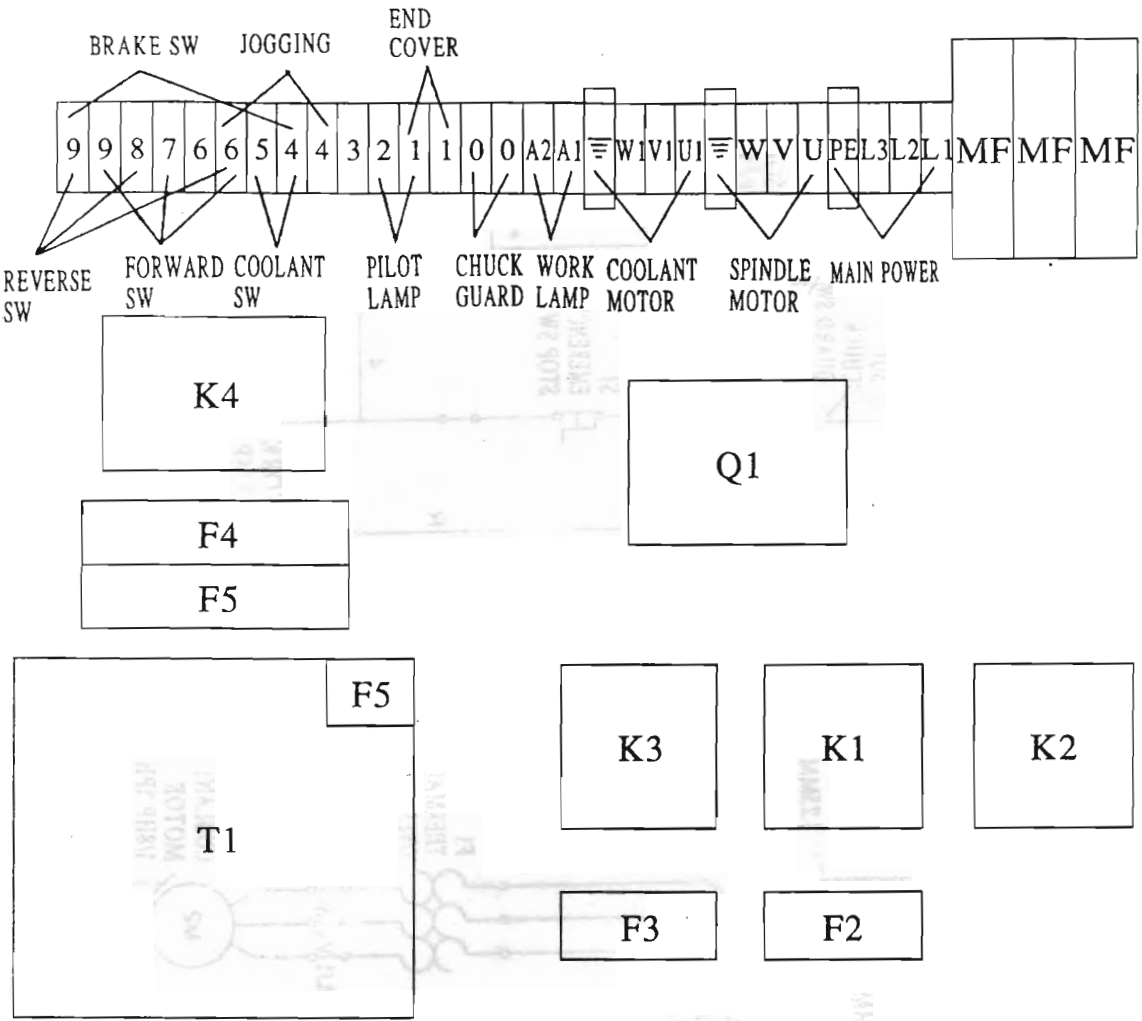 END
COVER
BRAKE SW JOGGING
9 9 8 7 6 6 5 4 4 3 2 1 1 0 0 A2 A1 W1 V1 U1 W V U PE L3 L2 L1 MF MF MF
REVERSE
SW
FORWARD
SW
COOLANT
SW
PILOT
LAMP
CHUCK
GUARD
WORK
LAMP
COOLANT
MOTOR
SPINDLE
MOTOR
MAIN POWER
K4
Q1
F4
F5
F5
T1
K3
K1
K2
F3
F2
STOP SW